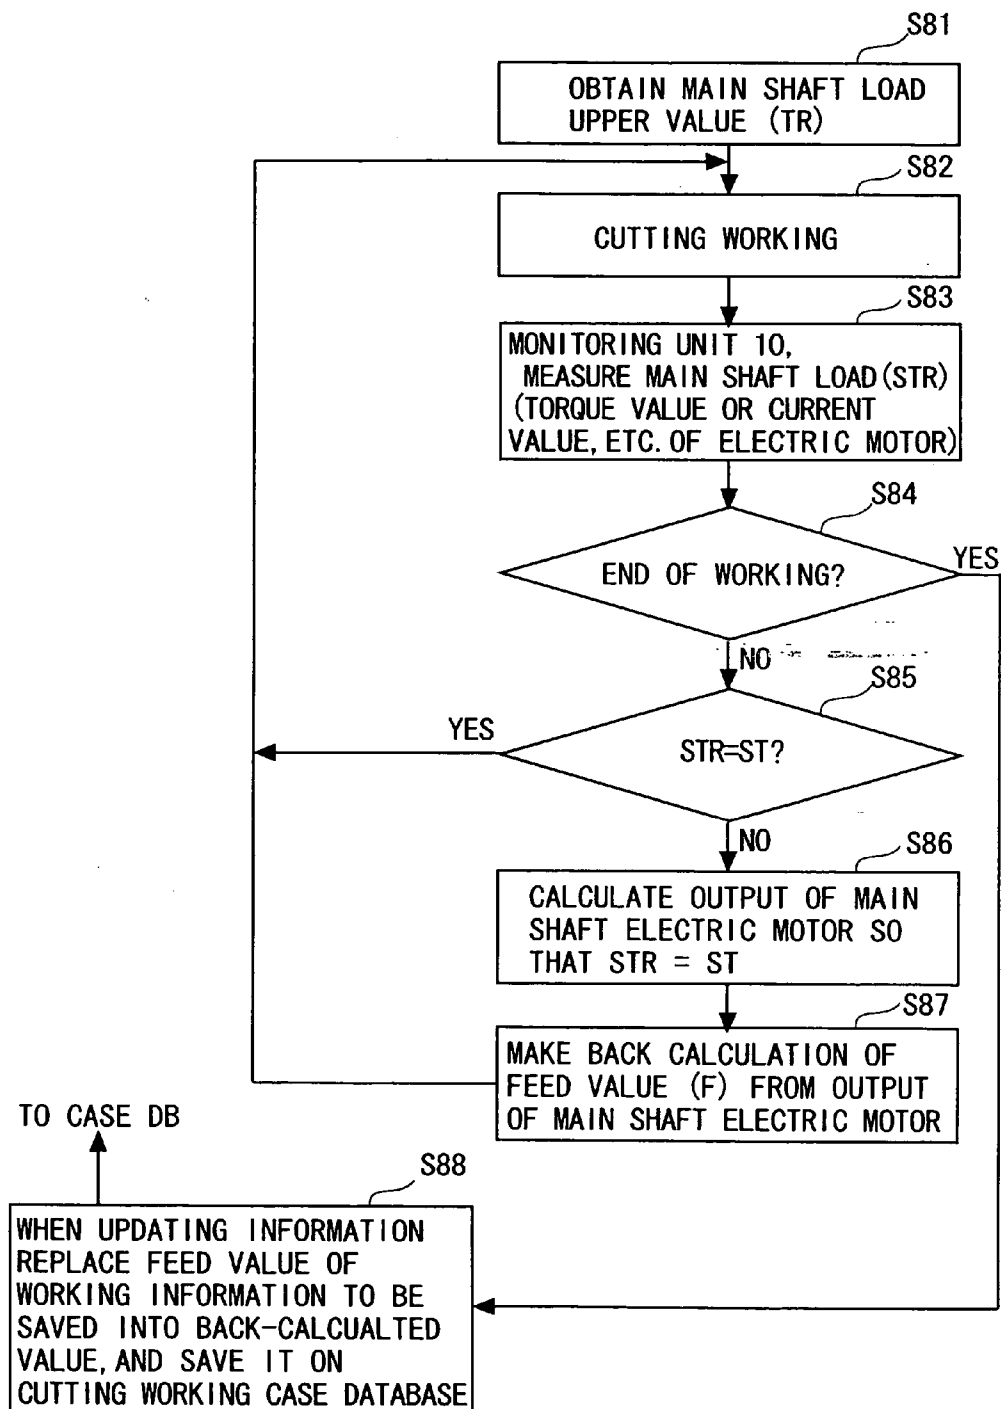 S81
OBTAIN MAIN SHAFT LOAD
UPPER VALUE (TR)
S82
CUTTING WORKING
S83
MONITORING UNIT 10,
MEASURE MAIN SHAFT LOAD(STR)
(TORQUE VALUE OR CURRENT
VALUE, ETC. OF ELECTRIC MOTOR)
S84
END OF WORKING?
YES
NO
S85
STR=ST?
YES
NO
S86
CALCULATE OUTPUT OF MAIN
SHAFT ELECTRIC MOTOR SO
THAT STR = ST
S87
MAKE BACK CALCULATION OF
FEED VALUE (F) FROM OUTPUT
OF MAIN SHAFT ELECTRIC MOTOR
TO CASE DB
S88
WHEN UPDATING INFORMATION
REPLACE FEED VALUE OF
WORKING INFORMATION TO BE
SAVED INTO BACK-CALCUALTED
VALUE, AND SAVE IT ON
CUTTING WORKING CASE DATABASE